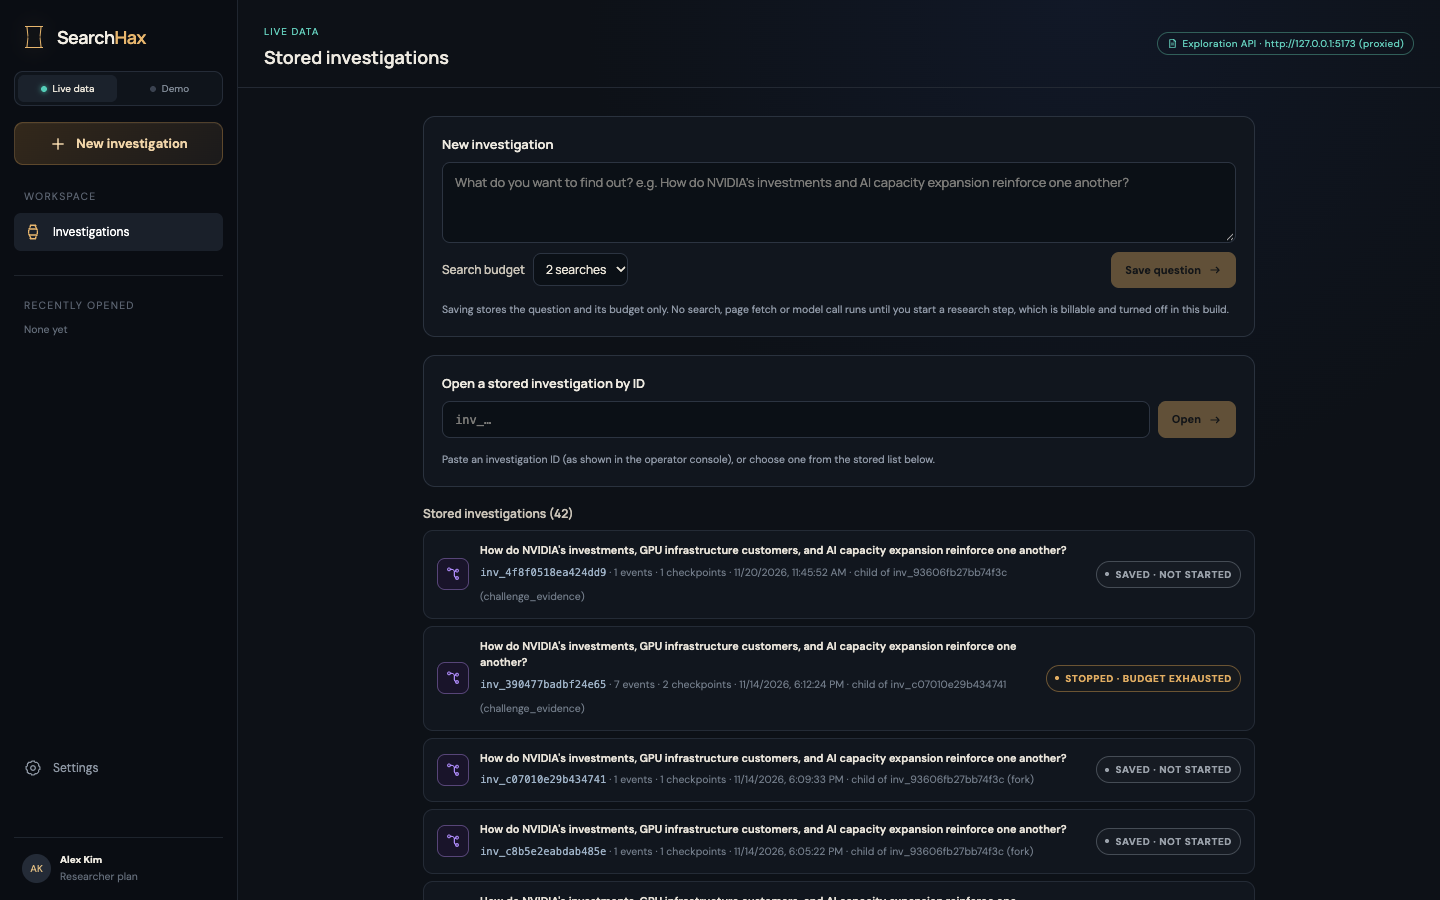 SearchHax
Live data
Demo
New investigation
WORKSPACE
Investigations
RECENTLY OPENED
None yet
Settings
AK
Alex Kim
Researcher plan
LIVE DATA
Stored investigations
Exploration API · http://127.0.0.1:5173 (proxied)
New investigation
What do you want to find out? e.g. How do NVIDIA's investments and AI capacity expansion reinforce one another?
Search budget
2 searches
Save question →
Saving stores the question and its budget only. No search, page fetch or model call runs until you start a research step, which is billable and turned off in this build.
Open a stored investigation by ID
inv_…
Open →
Paste an investigation ID (as shown in the operator console), or choose one from the stored list below.
Stored investigations (42)
How do NVIDIA's investments, GPU infrastructure customers, and AI capacity expansion reinforce one another?
inv_4f8f0518ea424dd9 · 1 events · 1 checkpoints · 11/20/2026, 11:45:52 AM · child of inv_93606fb27bb74f3c
(challenge_evidence)
SAVED · NOT STARTED
How do NVIDIA's investments, GPU infrastructure customers, and AI capacity expansion reinforce one
another?
inv_390477badbf24e65 · 7 events · 2 checkpoints · 11/14/2026, 6:12:24 PM · child of inv_c07010e29b434741
(challenge_evidence)
STOPPED · BUDGET EXHAUSTED
How do NVIDIA's investments, GPU infrastructure customers, and AI capacity expansion reinforce one another?
inv_c07010e29b434741 · 1 events · 1 checkpoints · 11/14/2026, 6:09:33 PM · child of inv_93606fb27bb74f3c (fork)
SAVED · NOT STARTED
How do NVIDIA's investments, GPU infrastructure customers, and AI capacity expansion reinforce one another?
inv_c8b5e2eabdab485e · 1 events · 1 checkpoints · 11/14/2026, 6:05:22 PM · child of inv_93606fb27bb74f3c (fork)
SAVED · NOT STARTED